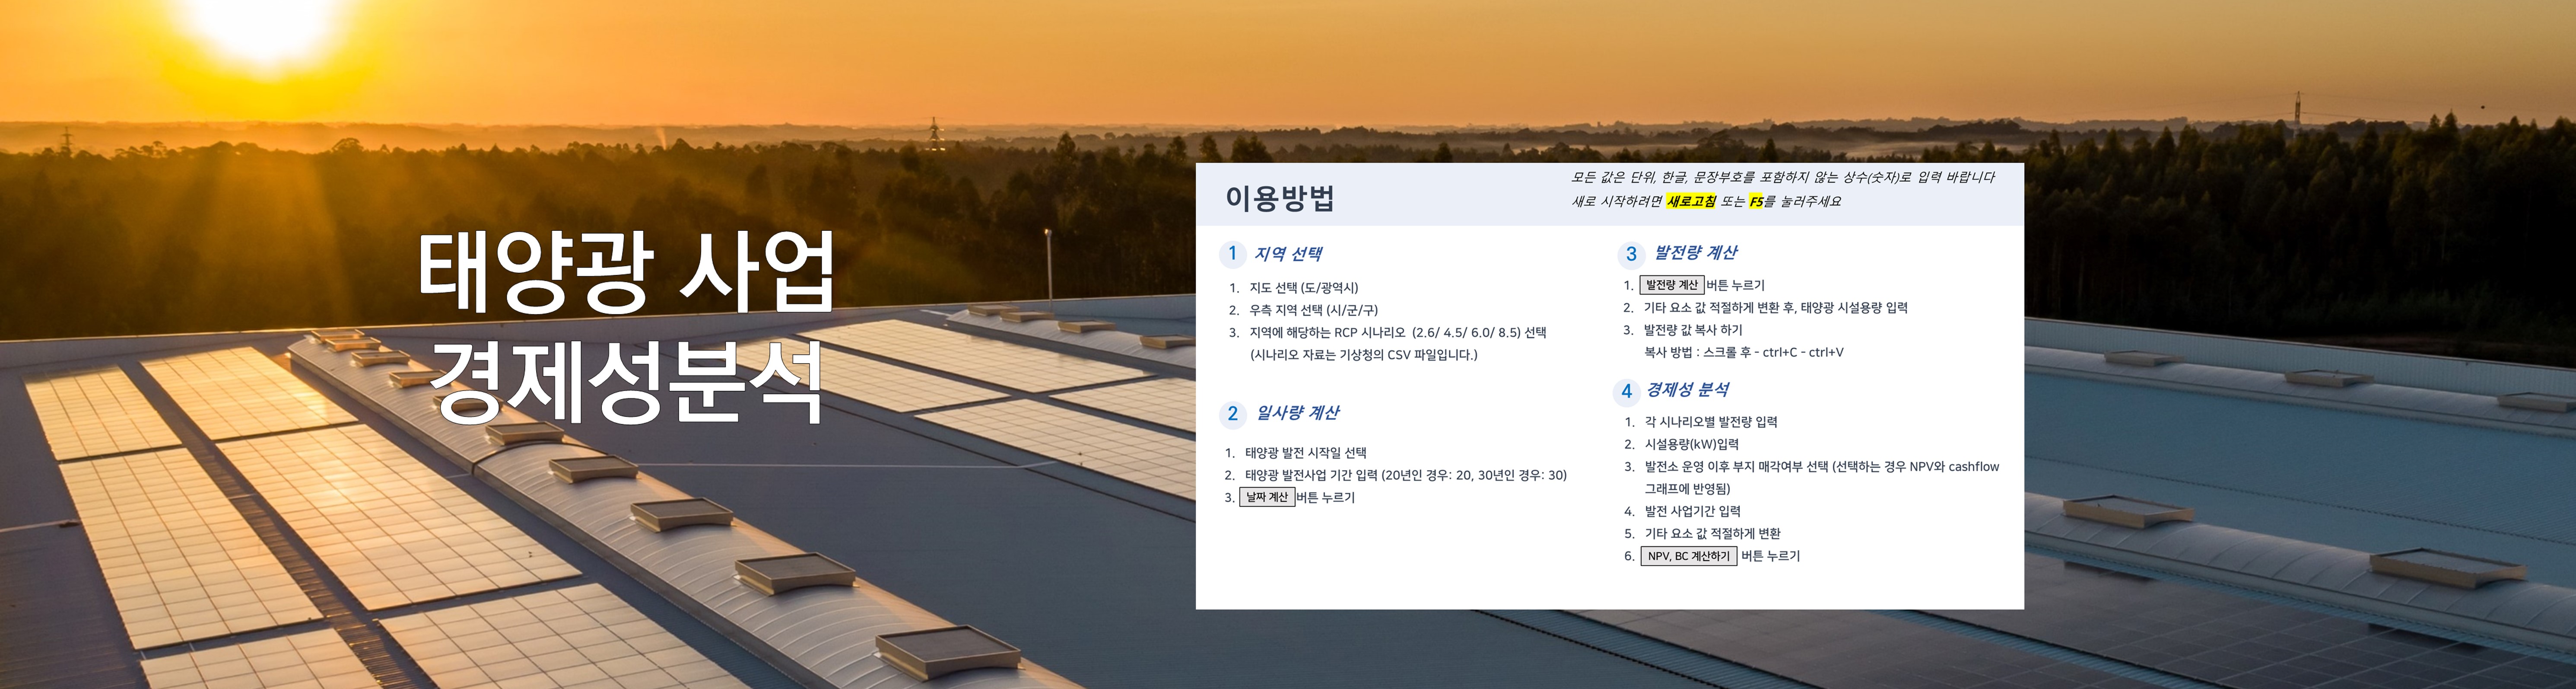 태양광 사업
경제성분석
이용방법
모든 값은 단위, 한글, 문장부호를 포함하지 않는 상수(숫자)로 입력 바랍니다
새로 시작하려면 새로고침 또는 F5를 눌러주세요
1 지역 선택
1. 지도 선택 (도/광역시)
2. 우측 지역 선택 (시/군/구)
3. 지역에 해당하는 RCP 시나리오 (2.6/ 4.5/ 6.0/ 8.5) 선택
(시나리오 자료는 기상청의 CSV 파일입니다.)
2 일사량 계산
1. 태양광 발전 시작일 선택
2. 태양광 발전사업 기간 입력 (20년인 경우: 20, 30년인 경우: 30)
3. 날짜 계산 버튼 누르기
3 발전량 계산
1. 발전량 계산 버튼 누르기
2. 기타 요소 값 적절하게 변환 후, 태양광 시설용량 입력
3. 발전량 값 복사 하기
복사 방법 : 스크롤 후 - ctrl+C - ctrl+V
4 경제성 분석
1. 각 시나리오별 발전량 입력
2. 시설용량(kW)입력
3. 발전소 운영 이후 부지 매각여부 선택 (선택하는 경우 NPV와 cashflow
그래프에 반영됨)
4. 발전 사업기간 입력
5. 기타 요소 값 적절하게 변환
6. NPV, BC 계산하기 버튼 누르기